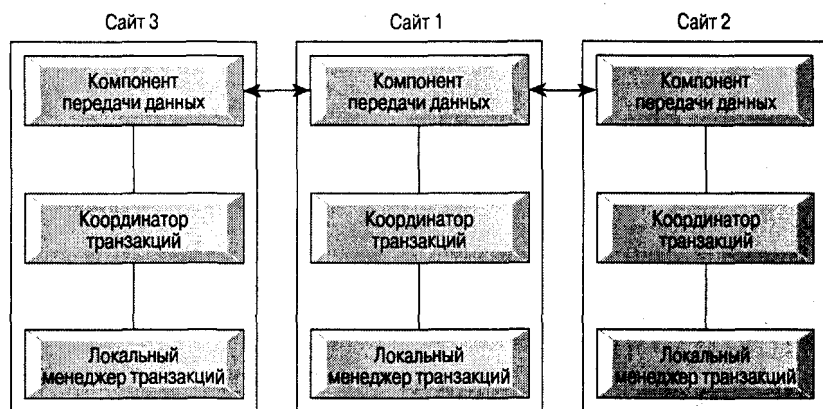 Сайт 3
Сайт 1
Сайт 2
Компонент
передачи данных
Компонент
передачи данных
Компонент
передачи данных
Координатор
транзакций
Координатор
транзакций
Координатор
транзакций
Локальный
менеджер транзакций
Локальный
менеджер транзакций
Локальный
менеджер транзакций